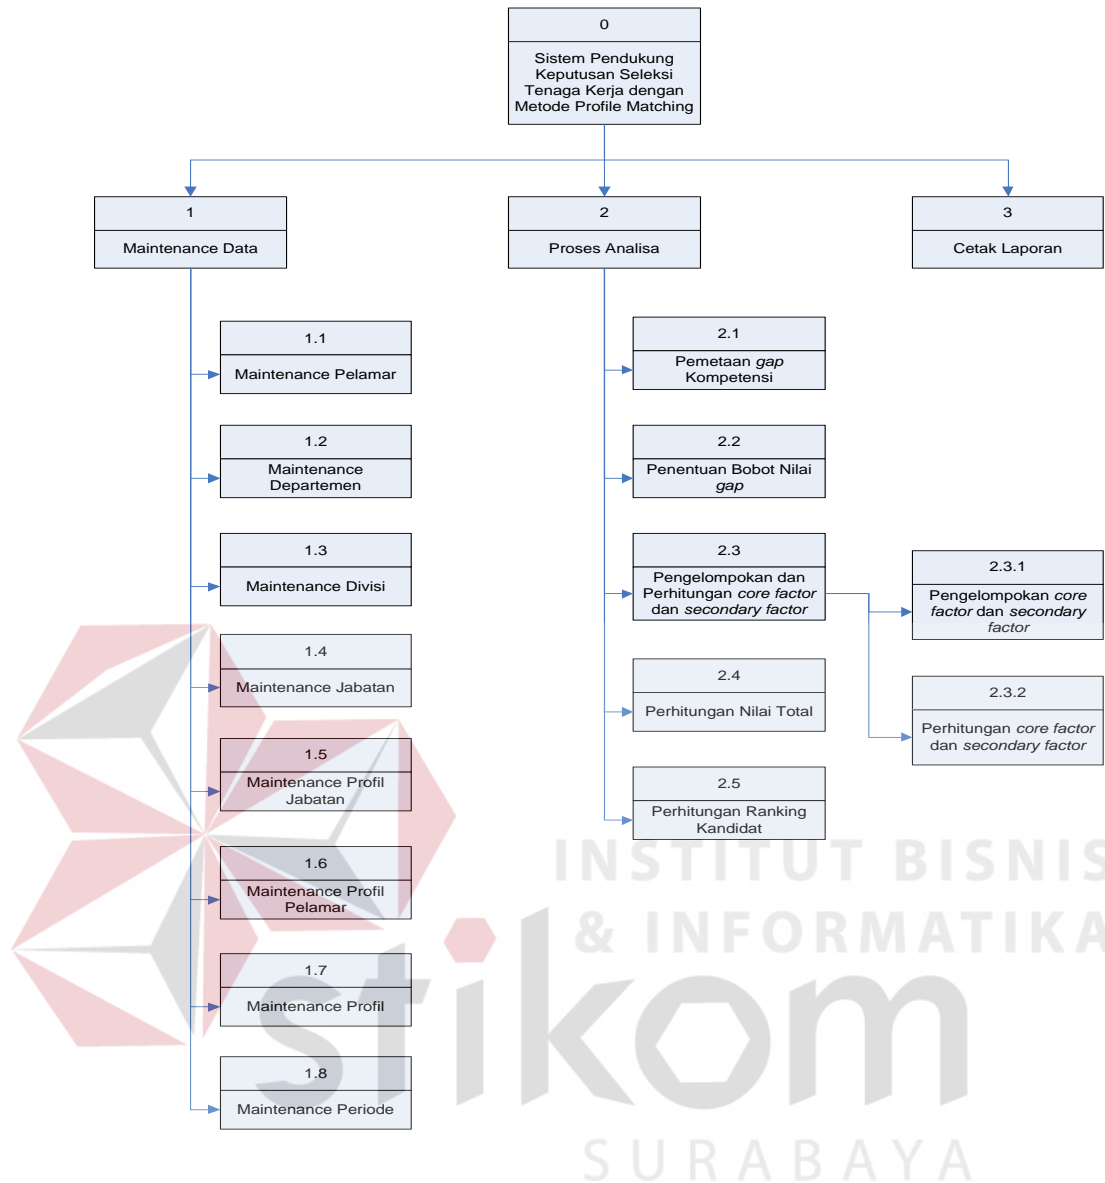 0
Sistem Pendukung
Keputusan Seleksi
Tenaga Kerja dengan
Metode Profile Matching
1
Maintenance Data
2
Proses Analisa
3
Cetak Laporan
1.1
Maintenance Pelamar
1.2
Maintenance
Departemen
1.3
Maintenance Divisi
1.4
Maintenance Jabatan
1.5
Maintenance Profil
Jabatan
1.6
Maintenance Profil
Pelamar
1.7
Maintenance Profil
1.8
Maintenance Periode
2.1
Pemetaan gap
Kompetensi
2.2
Penentuan Bobot Nilai
gap
2.3
Pengelompokan dan
Perhitungan core factor
dan secondary factor
2.3.1
Pengelompokan core
factor dan secondary
factor
2.3.2
Perhitungan core factor
dan secondary factor
2.4
Perhitungan Nilai Total
2.5
Perhitungan Ranking
Kandidat
INSTITUT BISNIS
& INFORMATIKA
stikom
SURABAYA